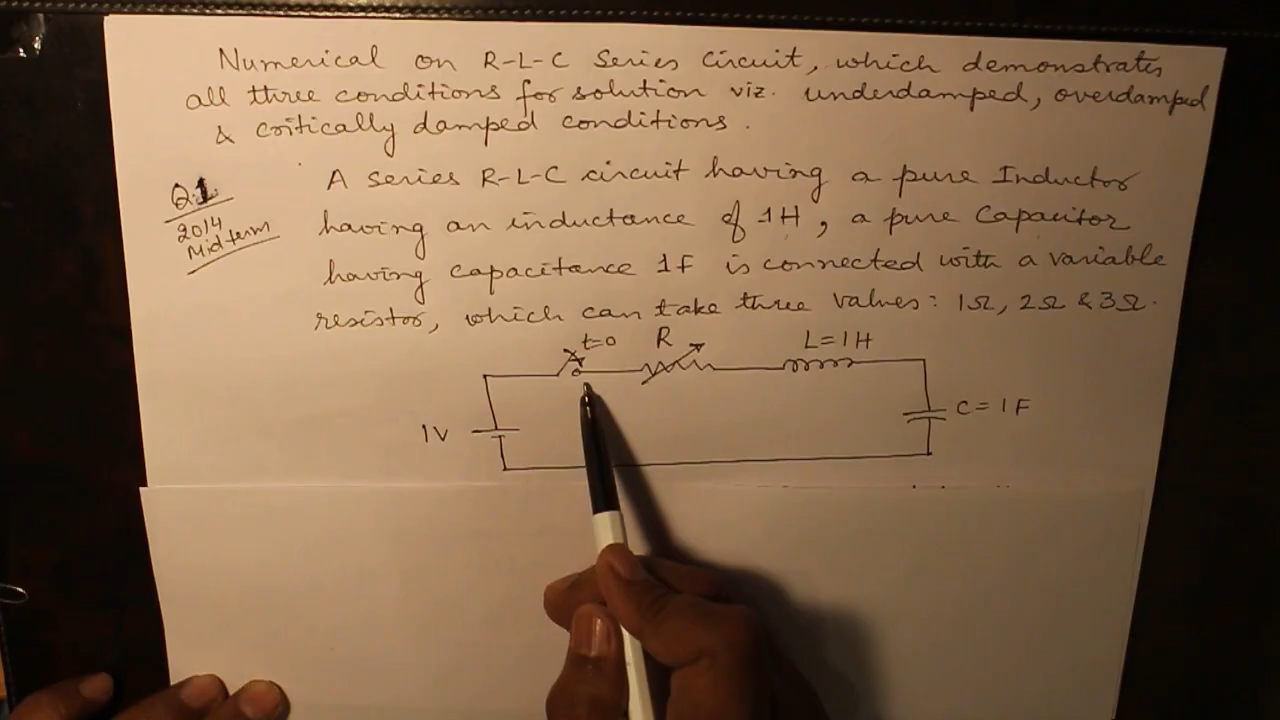 Numerical on R-L-C Series Circuit, which demonstrates
all three conditions for solution viz. underdamped, overdamped
& critically damped conditions.
Q.1
2014
Midterm
A series R-L-C circuit having a pure Inductor
having an inductance of 1H, a pure Capacitor
having capacitance 1F is connected with a variable
resistor, which can take three values: 1Ω, 2Ω & 3Ω.
t=0 R L=1H
1V C=1F